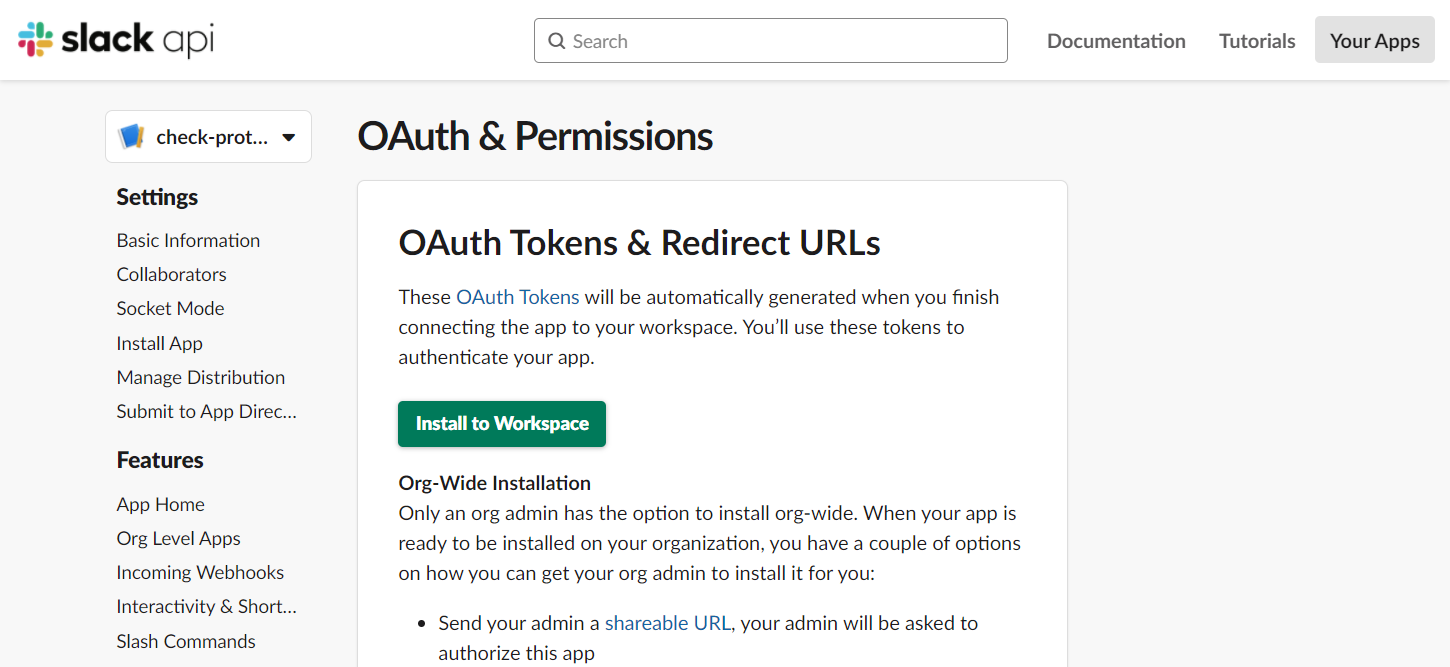 slack api
Search
Documentation
Tutorials
Your Apps
check-prot...
Settings
Basic Information
Collaborators
Socket Mode
Install App
Manage Distribution
Submit to App Direc...
Features
App Home
Org Level Apps
Incoming Webhooks
Interactivity & Short...
Slash Commands
OAuth & Permissions
OAuth Tokens & Redirect URLs
These OAuth Tokens will be automatically generated when you finish
connecting the app to your workspace. You’ll use these tokens to
authenticate your app.
Install to Workspace
Org-Wide Installation
Only an org admin has the option to install org-wide. When your app is
ready to be installed on your organization, you have a couple of options
on how you can get your org admin to install it for you:
• Send your admin a shareable URL, your admin will be asked to
authorize this app